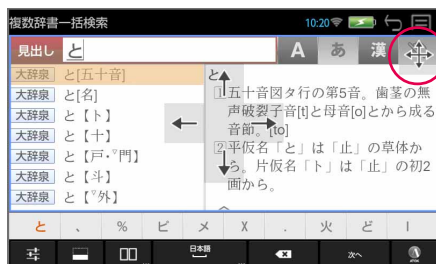 複数辞書一括検索
10:20
見出し と
A あ 漢
大辞泉 と[五十音]
大辞泉 と[名]
大辞泉 と【ト】
大辞泉 と【十】
大辞泉 と【戸・▽門】
大辞泉 と【斗】
大辞泉 と【▽外】
と
1 五十音図タ行の第5音。歯茎の無
声破裂子音[t]と母音[o]とから成る
音節。[to]
2 平仮名「と」は「止」の草体か
ら。片仮名「ト」は「止」の初2
画から。
と 、 % ピ メ X . 火 ど |
日本語 次へ